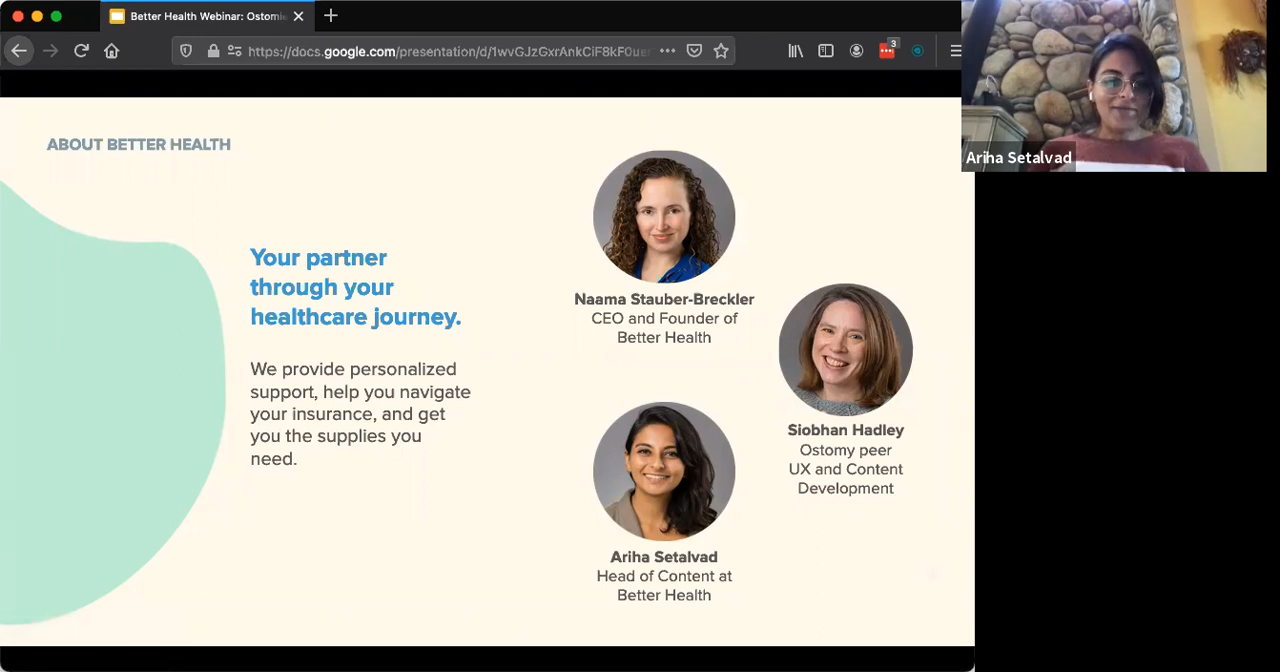 Better Health Webinar: Ostomie
https://docs.google.com/presentation/d/1wvGJzGxrAnkCiF8kF0uer
3
Ariha Setalvad
ABOUT BETTER HEALTH
Your partner
through your
healthcare journey.
We provide personalized
support, help you navigate
your insurance, and get
you the supplies you
need.
Naama Stauber-Breckler
CEO and Founder of
Better Health
Siobhan Hadley
Ostomy peer
UX and Content
Development
Ariha Setalvad
Head of Content at
Better Health